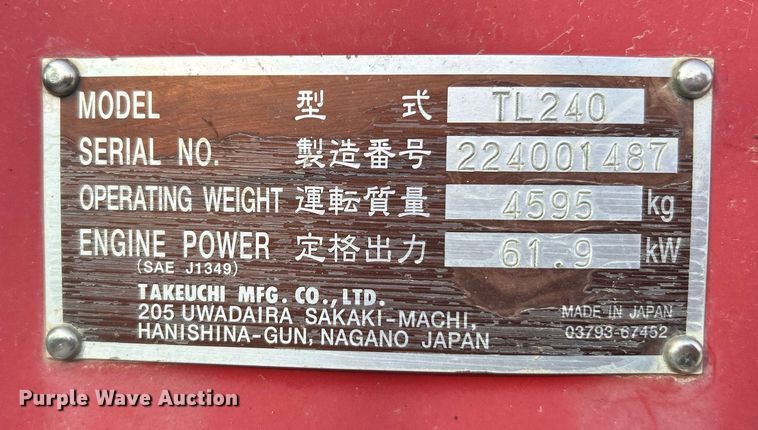 MODEL 型 式 TL240
SERIAL NO. 製造番号 224001487
OPERATING WEIGHT 運転質量 4595 kg
ENGINE POWER 定格出力 61.9 kW
(SAE J1349)
TAKEUCHI MFG. CO., LTD.
205 UWADAIRA, SAKAKI-MACHI,
HANISHINA-GUN, NAGANO JAPAN
MADE IN JAPAN
03793-67452
Purple Wave Auction